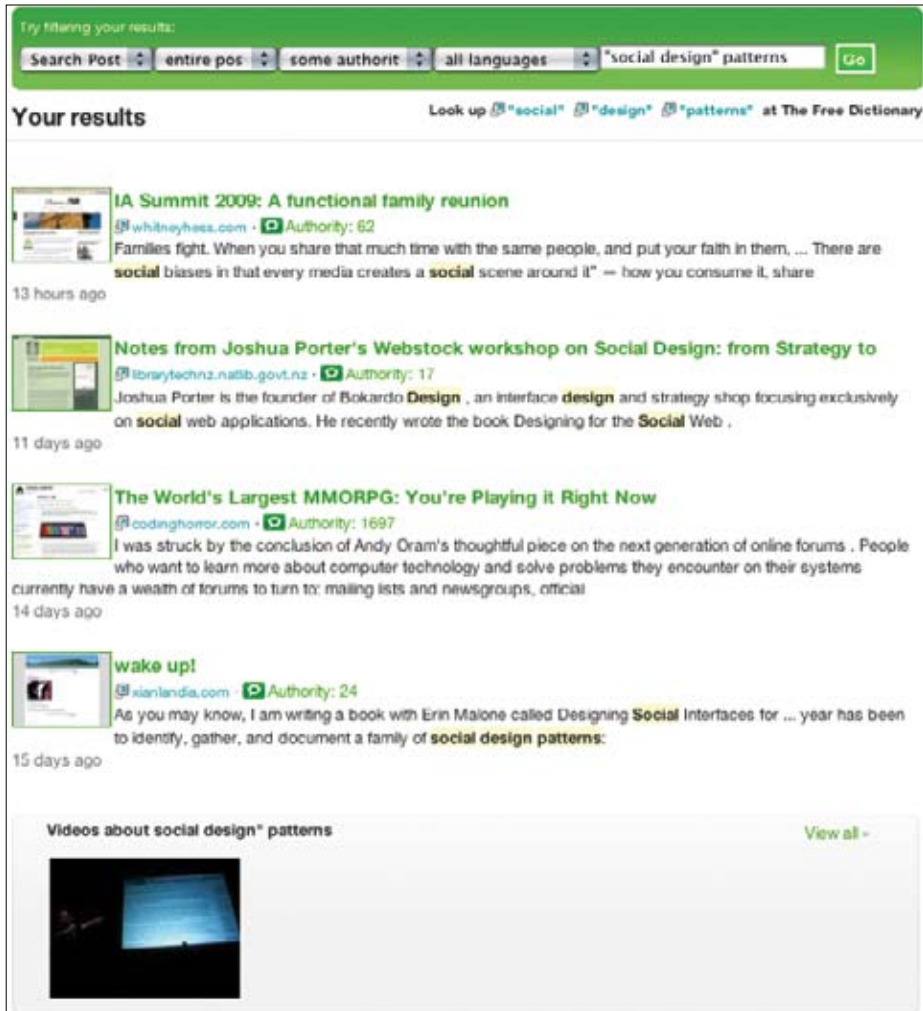 Try filtering your results:
Search Post entire pos some authorit all languages "social design" patterns Go
Your results
Look up "social" "design" "patterns" at The Free Dictionary
IA Summit 2009: A functional family reunion
whitneyhess.com · Authority: 62
Families fight. When you share that much time with the same people, and put your faith in them, ... There are
social biases in that every media creates a social scene around it" — how you consume it, share
13 hours ago
Notes from Joshua Porter's Webstock workshop on Social Design: from Strategy to
librarytechnz.natlib.govt.nz · Authority: 17
Joshua Porter is the founder of Bokardo Design , an interface design and strategy shop focusing exclusively
on social web applications. He recently wrote the book Designing for the Social Web .
11 days ago
The World's Largest MMORPG: You're Playing it Right Now
codinghorror.com · Authority: 1697
I was struck by the conclusion of Andy Oram's thoughtful piece on the next generation of online forums . People
who want to learn more about computer technology and solve problems they encounter on their systems
currently have a wealth of forums to turn to: mailing lists and newsgroups, official
14 days ago
wake up!
xianlandia.com · Authority: 24
As you may know, I am writing a book with Erin Malone called Designing Social Interfaces for ... year has been
to identify, gather, and document a family of social design patterns:
15 days ago
Videos about social design" patterns
View all »